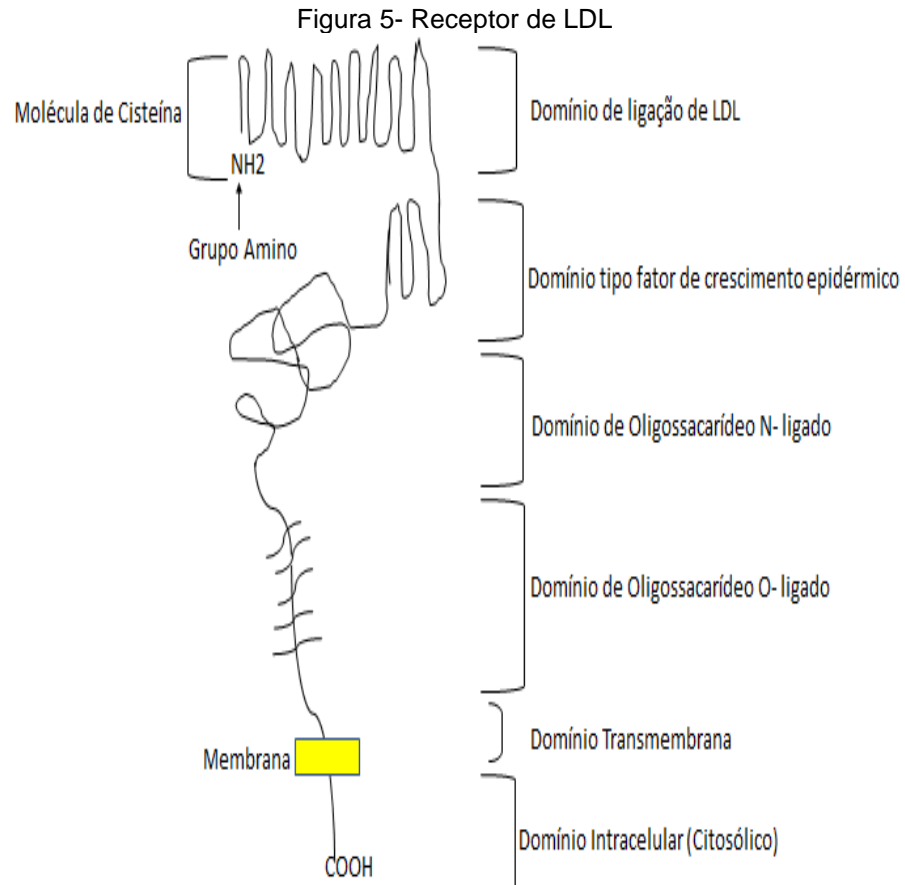 Figura 5- Receptor de LDL
Molécula de Cisteína
Domínio de ligação de LDL
NH2
Grupo Amino
Domínio tipo fator de crescimento epidérmico
Domínio de Oligossacarídeo N- ligado
Domínio de Oligossacarídeo O- ligado
Domínio Transmembrana
Membrana
Domínio Intracelular (Citosólico)
COOH